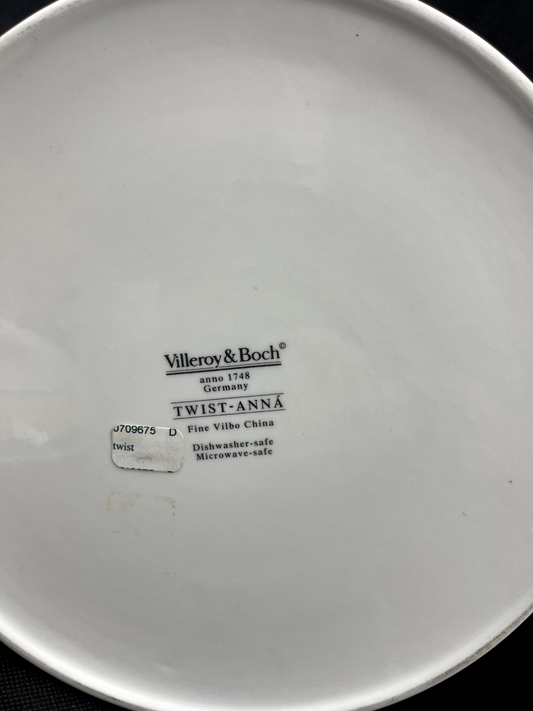 Villeroy & Boch©
anno 1748
Germany
TWIST-ANNÁ
Fine Vilbo China
Dishwasher-safe
Microwave-safe
0709675 D
twist